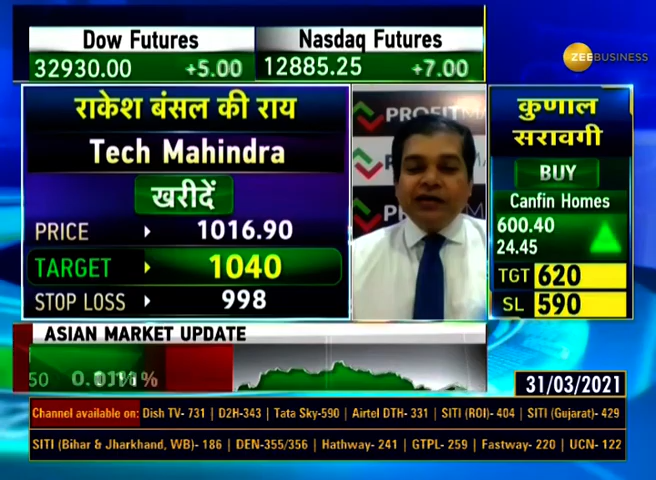 Dow Futures
32930.00 +5.00
Nasdaq Futures
12885.25 +7.00
ZEE BUSINESS
राकेश बंसल की राय
Tech Mahindra
खरीदें
PRICE 1016.90
TARGET 1040
STOP LOSS 998
PROFIT
कुणाल
सरावगी
BUY
Canfin Homes
600.40
24.45
TGT 620
SL 590
ASIAN MARKET UPDATE
50
31/03/2021
Channel available on: Dish TV- 731 | D2H-343 | Tata Sky-590 | Airtel DTH- 331 | SITI (ROI)- 404 | SITI (Gujarat)- 429
SITI (Bihar & Jharkhand, WB)- 186 | DEN-355/356 | Hathway- 241 | GTPL- 259 | Fastway- 220 | UCN- 122